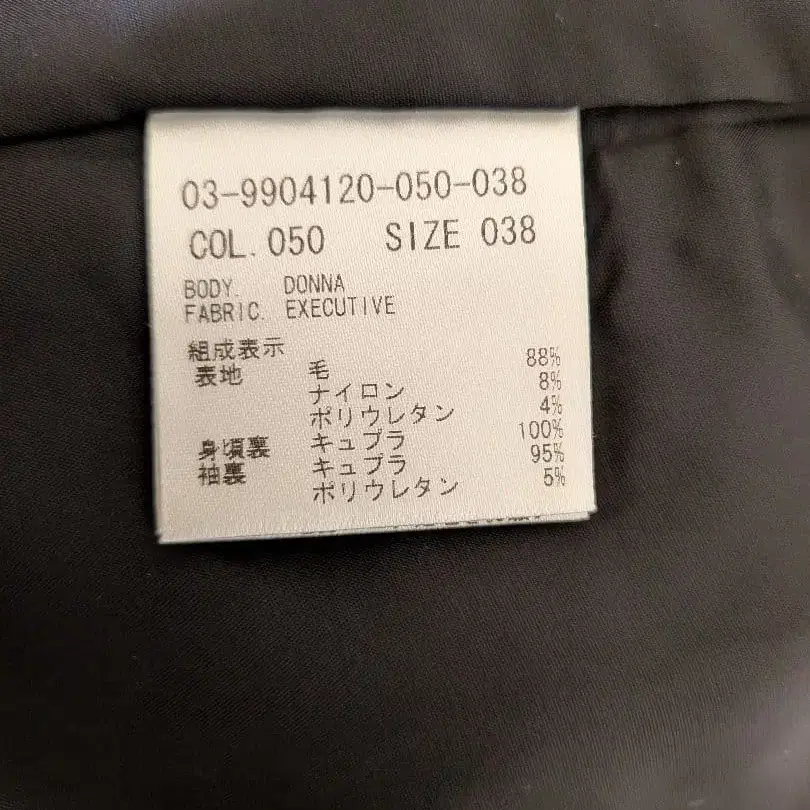 03-9904120-050-038
COL. 050 SIZE 038
BODY. DONNA
FABRIC. EXECUTIVE
組成表示
表地 毛 88%
ナイロン 8%
ポリウレタン 4%
身頃裏 キュプラ 100%
袖裏 キュプラ 95%
ポリウレタン 5%